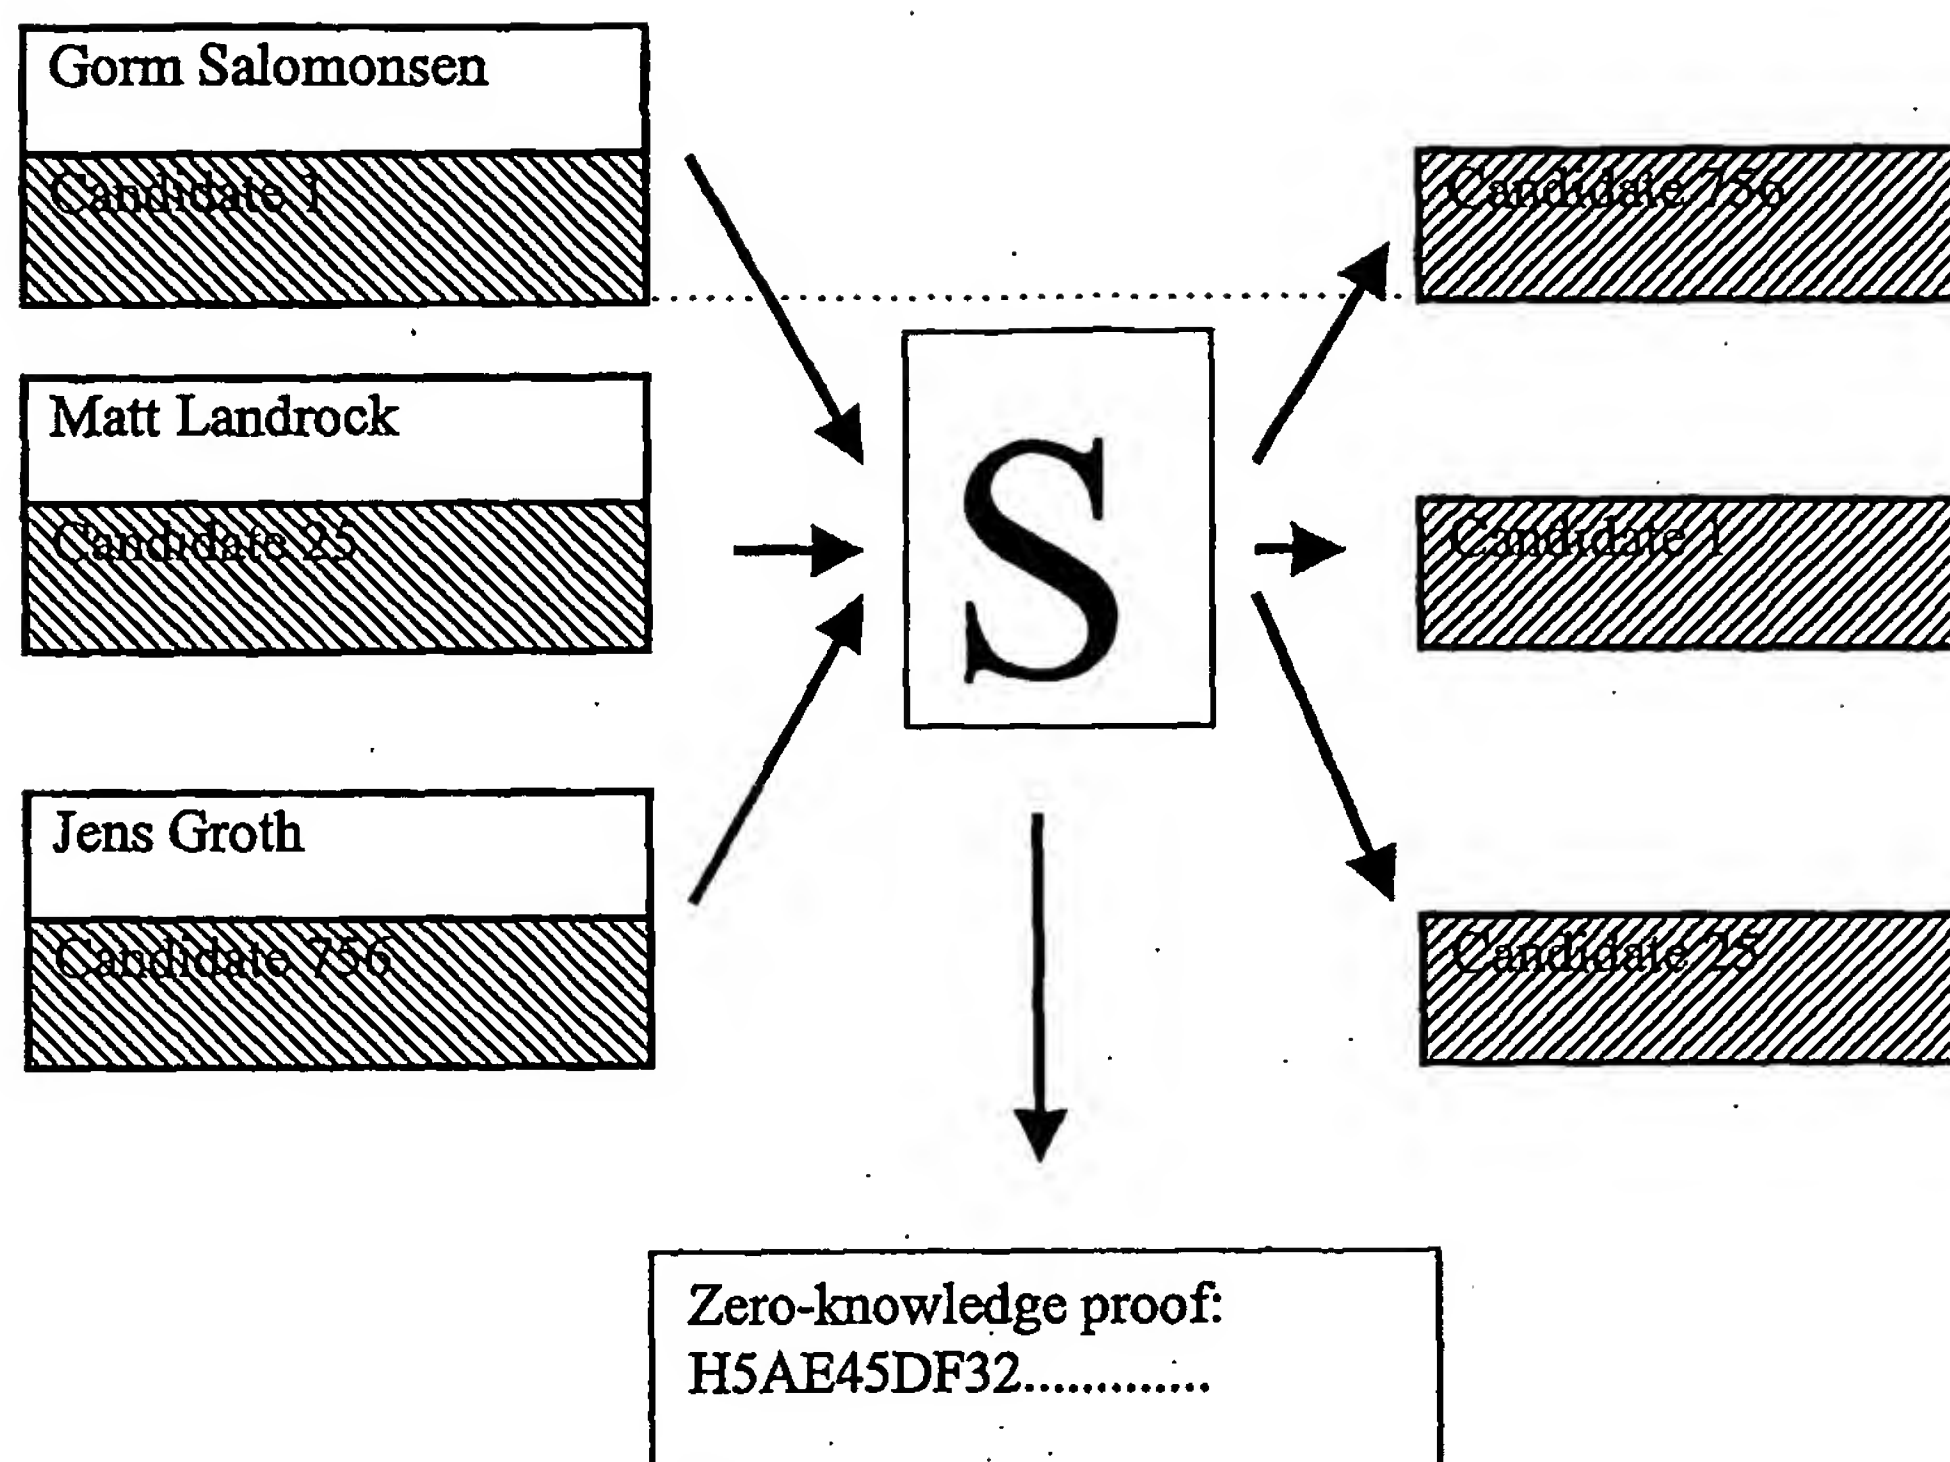 Gorm Salomonsen
Candidate 1
Matt Landrock
Candidate 25
Jens Groth
Candidate 756
S
Candidate 756
Candidate 1
Candidate 25
Zero-knowledge proof:
H5AE45DF32.............